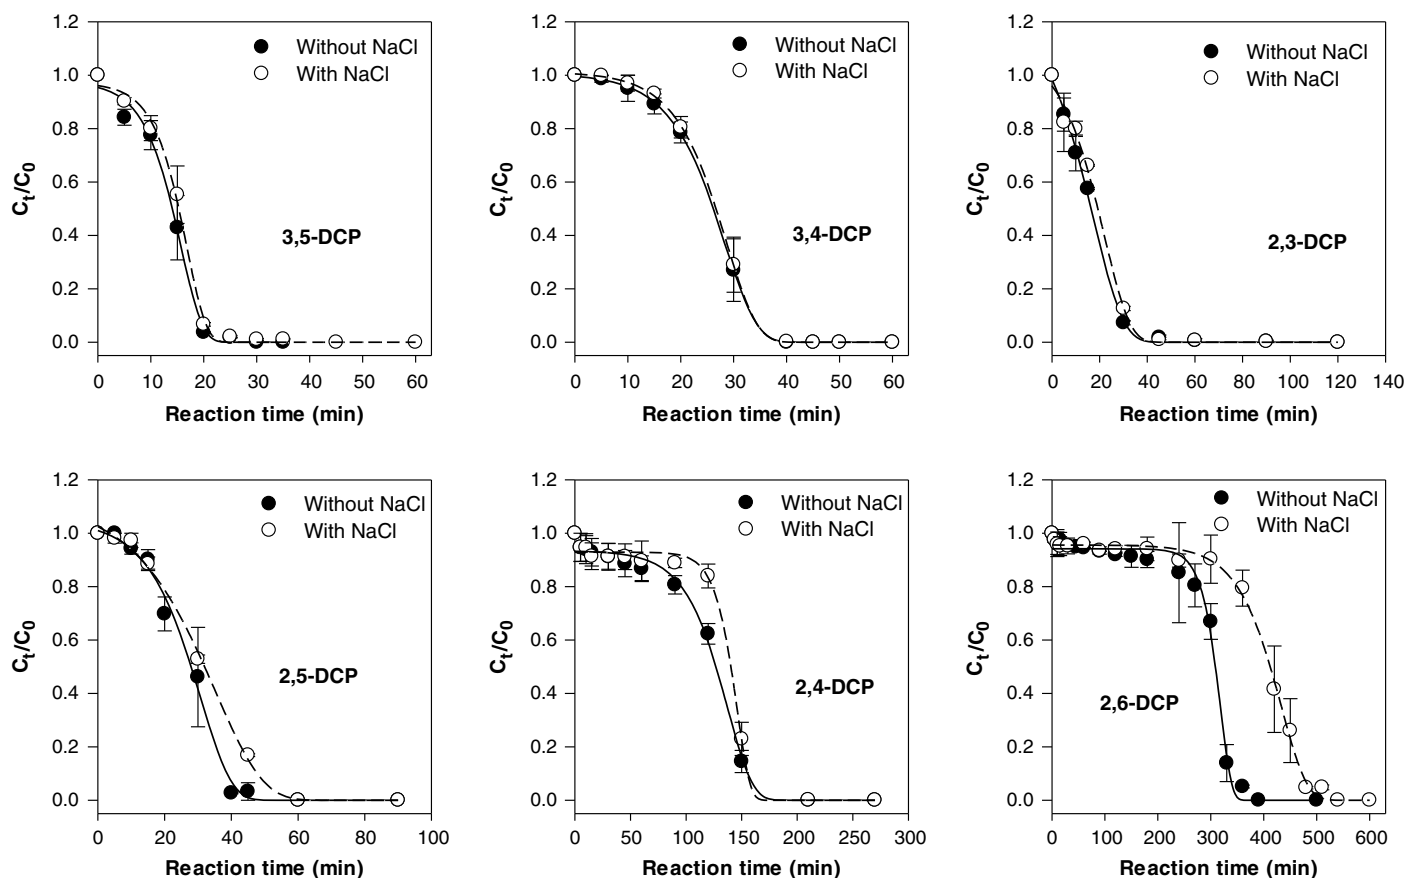 1.2
1.0
0.8
0.6
0.4
0.2
0.0
Ct/C0
Without NaCl
With NaCl
3,5-DCP
0 10 20 30 40 50 60
Reaction time (min)
1.2
1.0
0.8
0.6
0.4
0.2
0.0
Ct/C0
Without NaCl
With NaCl
3,4-DCP
0 10 20 30 40 50 60
Reaction time (min)
1.2
1.0
0.8
0.6
0.4
0.2
0.0
Ct/C0
Without NaCl
With NaCl
2,3-DCP
0 20 40 60 80 100 120 140
Reaction time (min)
1.2
1.0
0.8
0.6
0.4
0.2
0.0
Ct/C0
Without NaCl
With NaCl
2,5-DCP
0 20 40 60 80 100
Reaction time (min)
1.2
1.0
0.8
0.6
0.4
0.2
0.0
Ct/C0
Without NaCl
With NaCl
2,4-DCP
0 50 100 150 200 250 300
Reaction time (min)
1.2
1.0
0.8
0.6
0.4
0.2
0.0
Ct/C0
Without NaCl
With NaCl
2,6-DCP
0 100 200 300 400 500 600
Reaction time (min)